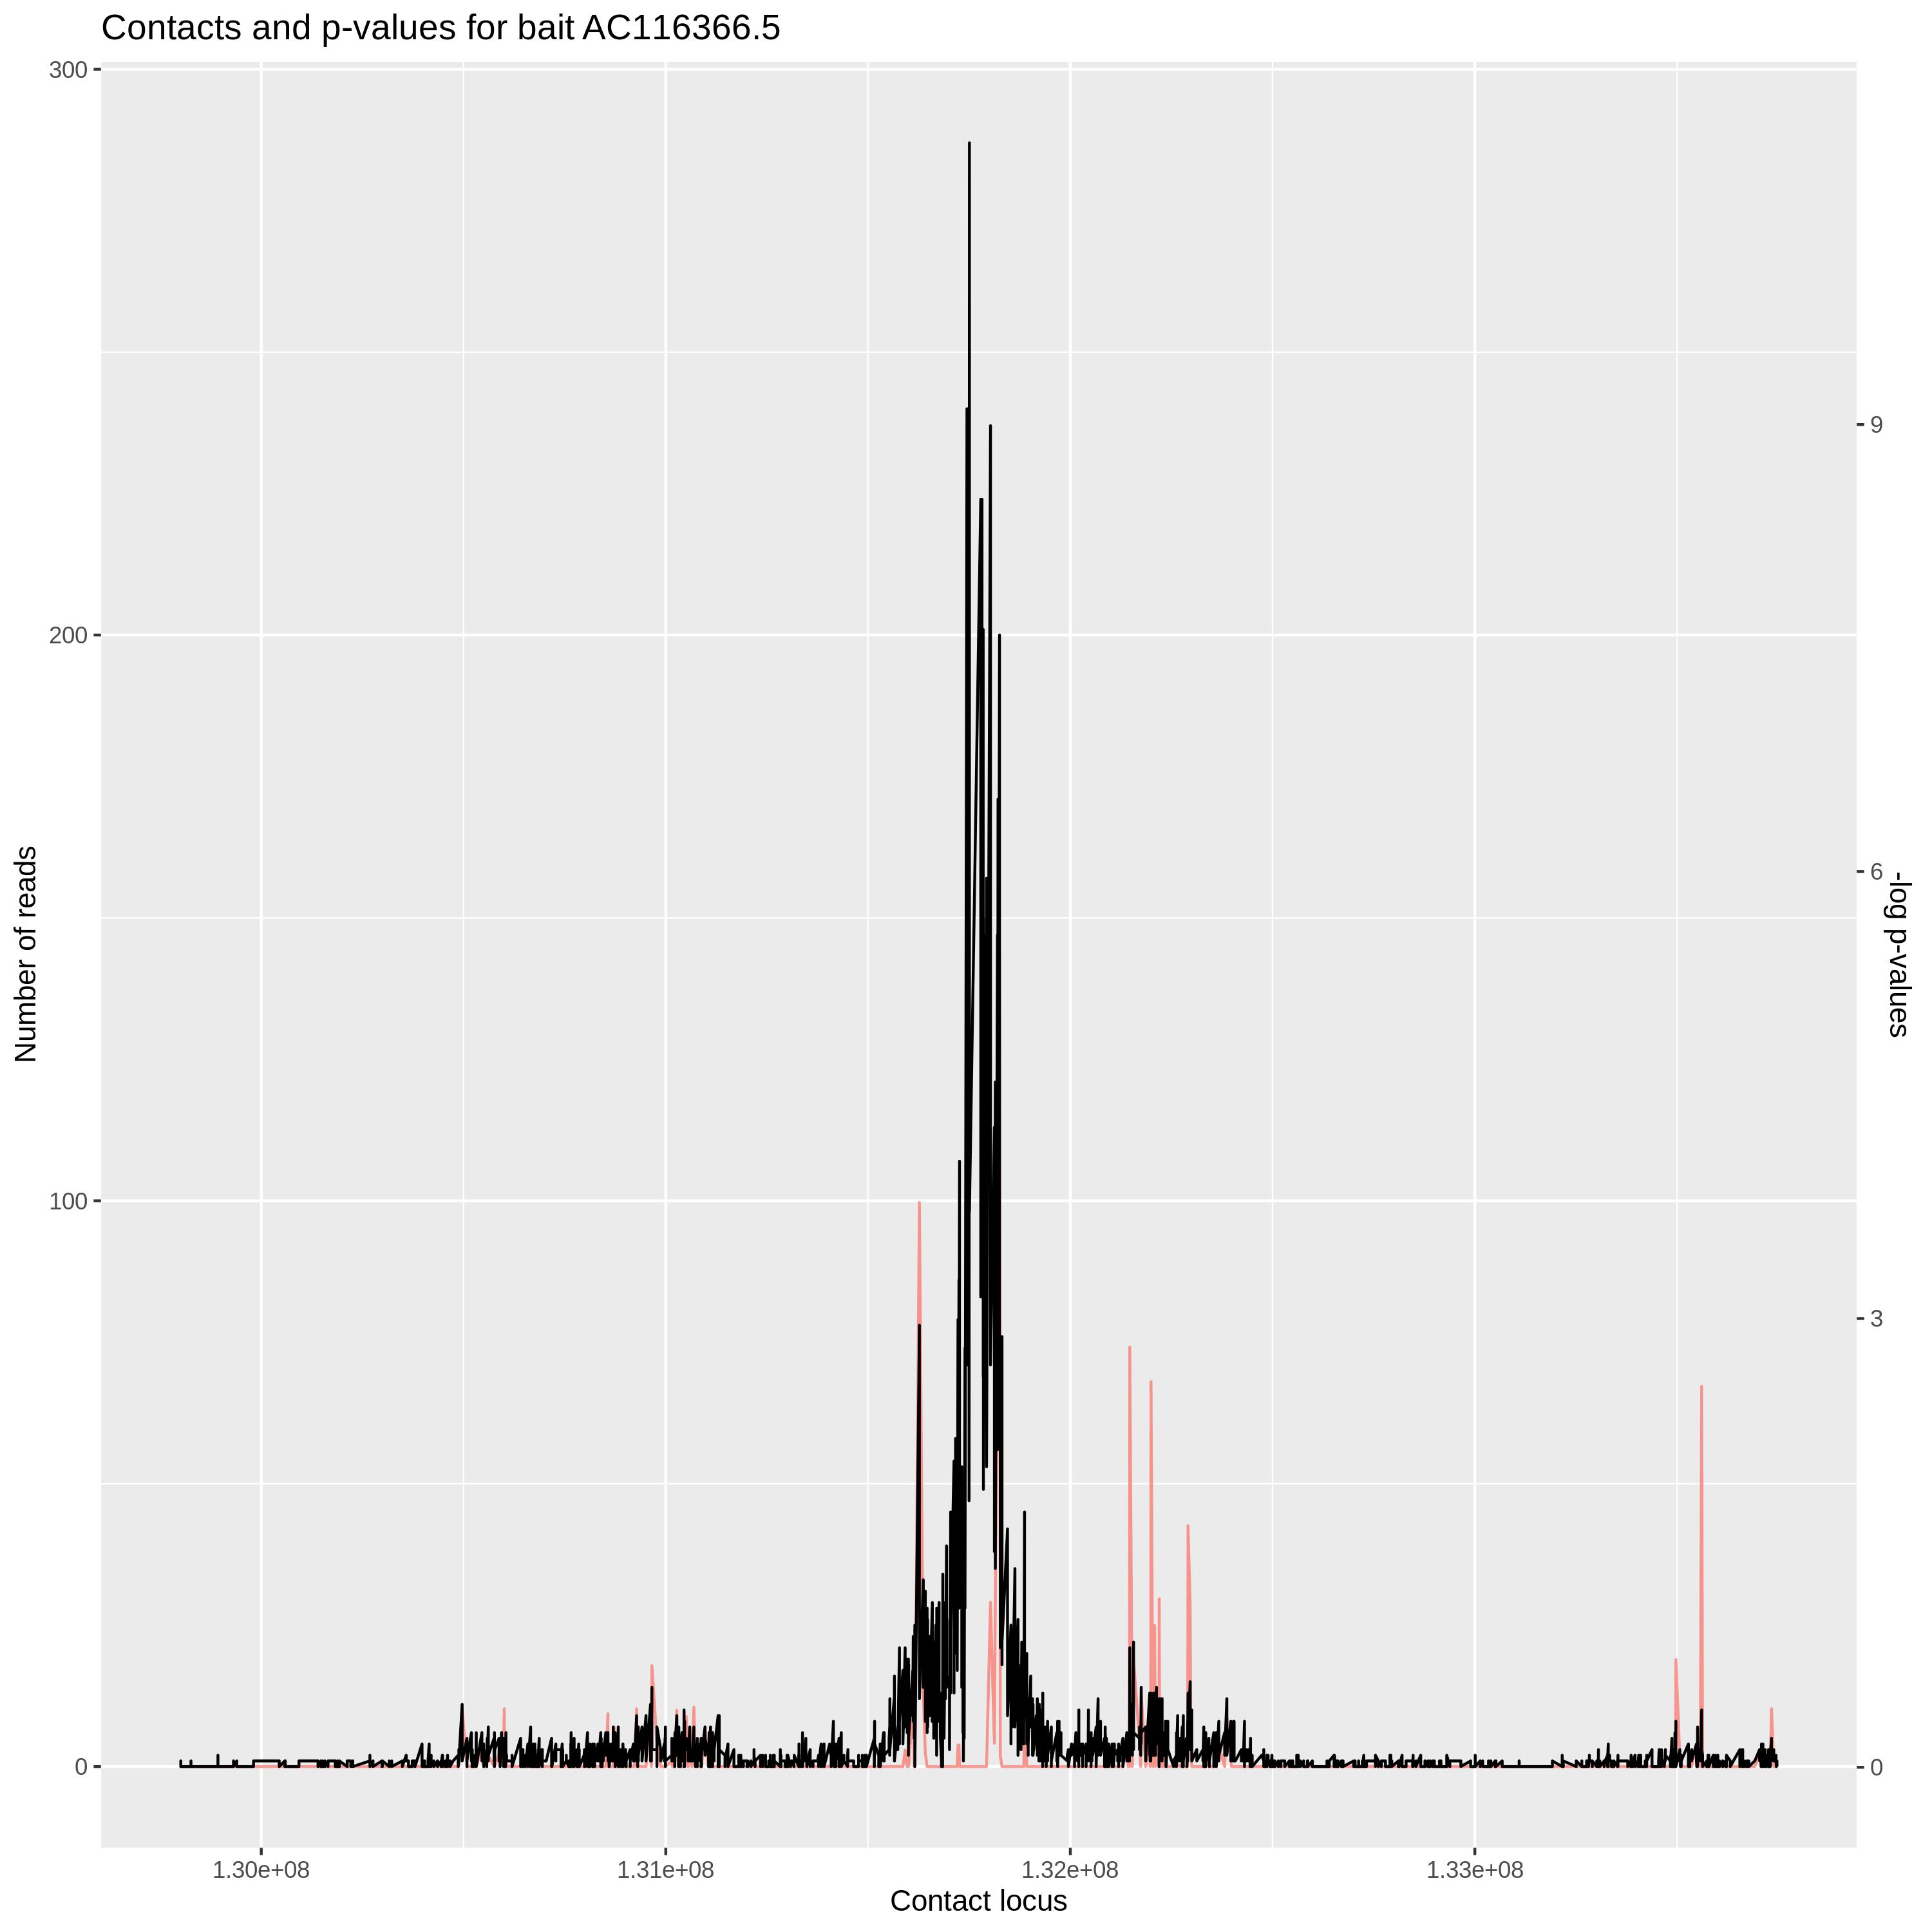 Contacts and p-values for bait AC116366.5
300
200
100
0
Number of reads
9
6
3
0
-log p-values
1.30e+08
1.31e+08
1.32e+08
1.33e+08
Contact locus